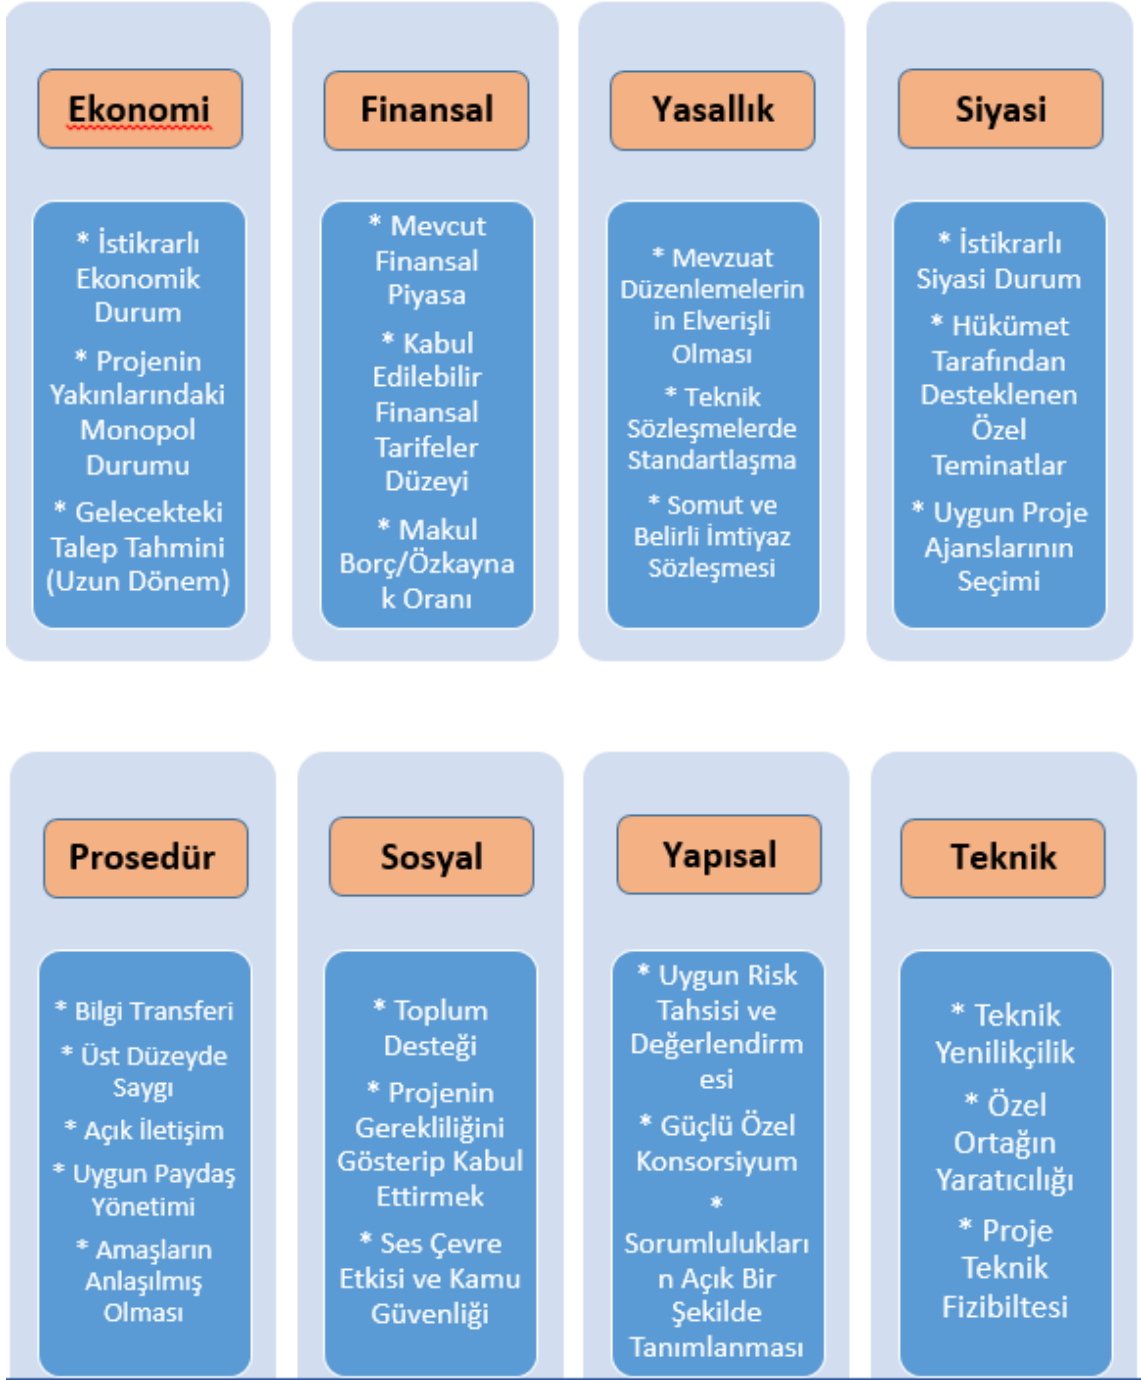 Ekonomi
* İstikrarlı
Ekonomik
Durum
* Projenin
Yakınlarındaki
Monopol
Durumu
* Gelecekteki
Talep Tahmini
(Uzun Dönem)
Finansal
* Mevcut
Finansal
Piyasa
* Kabul
Edilebilir
Finansal
Tarifeler
Düzeyi
* Makul
Borç/Özkayna
k Oranı
Yasallık
* Mevzuat
Düzenlemelerin
in Elverişli
Olması
* Teknik
Sözleşmelerde
Standartlaşma
* Somut ve
Belirli İmtiyaz
Sözleşmesi
Siyasi
* İstikrarlı
Siyasi Durum
* Hükümet
Tarafından
Desteklenen
Özel
Teminatlar
* Uygun Proje
Ajanslarının
Seçimi
Prosedür
* Bilgi Transferi
* Üst Düzeyde
Saygı
* Açık İletişim
* Uygun Paydaş
Yönetimi
* Amaşların
Anlaşılmış
Olması
Sosyal
* Toplum
Desteği
* Projenin
Gerekliliğini
Gösterip Kabul
Ettirmek
* Ses Çevre
Etkisi ve Kamu
Güvenliği
Yapısal
* Uygun Risk
Tahsisi ve
Değerlendirm
esi
* Güçlü Özel
Konsorsiyum
*
Sorumlulukları
n Açık Bir
Şekilde
Tanımlanması
Teknik
* Teknik
Yenilikçilik
* Özel
Ortağın
Yaratıcılığı
* Proje
Teknik
Fizibiltesi